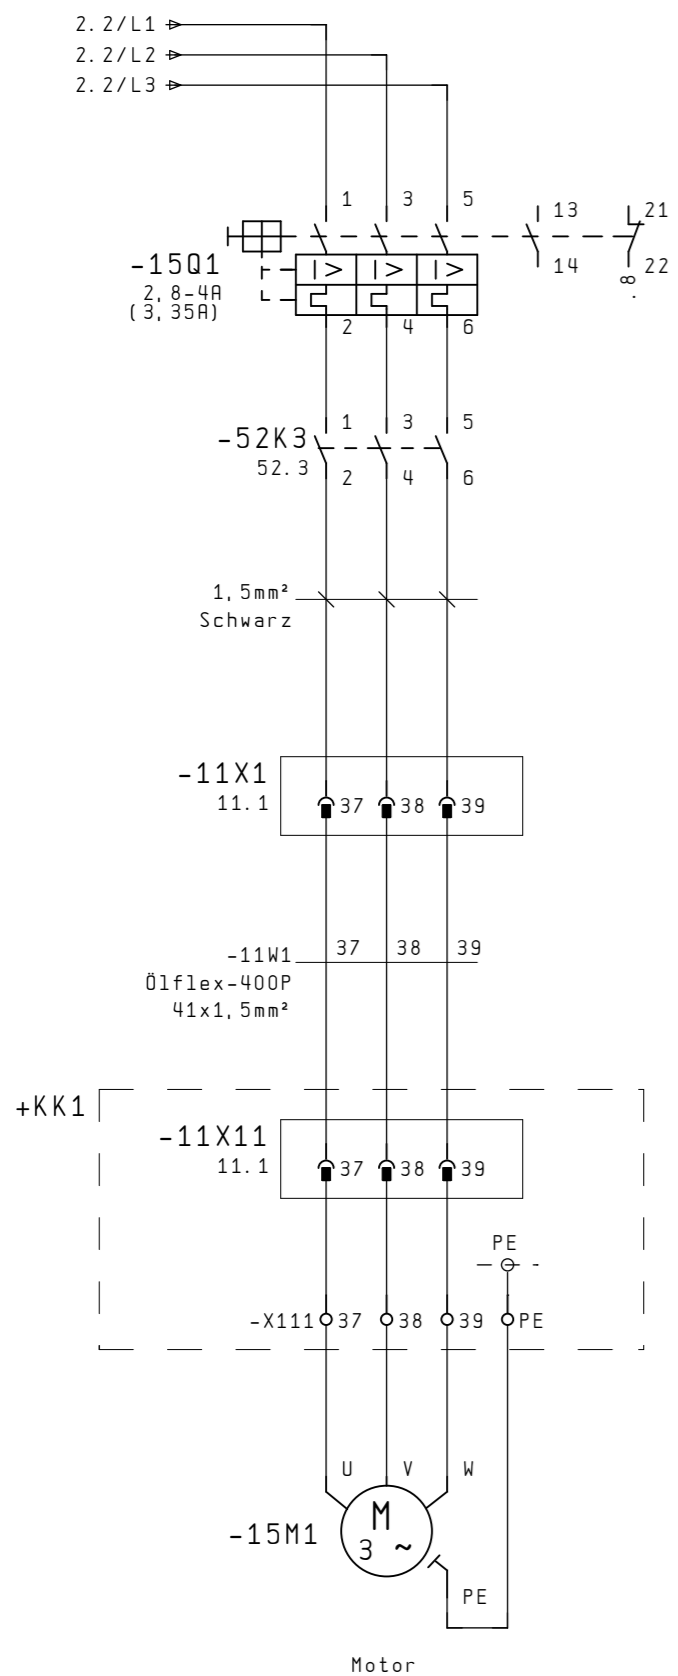 2.2/L1
2.2/L2
2.2/L3
1 3 5 13 21
-15Q1
2,8-4A
(3,35A)
I> I> I>
14 22
.8
2 4 6
1 3 5
-52K3
52.3
2 4 6
1,5mm²
Schwarz
-11X1
11.1
37 38 39
37 38 39
-11W1
Ölflex-400P
41x1,5mm²
+KK1
-11X11
11.1
37 38 39
PE
-X111 37 38 39 PE
U V W
M
3 ~
-15M1
PE
Motor